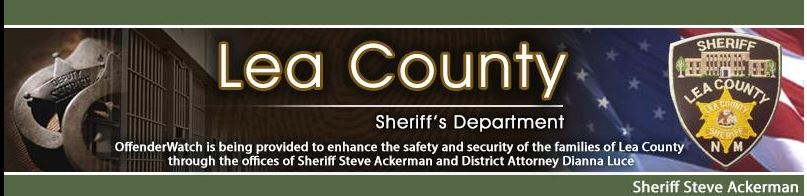 Lea County
Sheriff's Department
OffenderWatch is being provided to enhance the safety and security of the families of Lea County
through the offices of Sheriff Steve Ackerman and District Attorney Dianna Luce
SHERIFF
LEA COUNTY
LEA COUNTY
SHERIFF
N M
DEPUTY
Sheriff Steve Ackerman